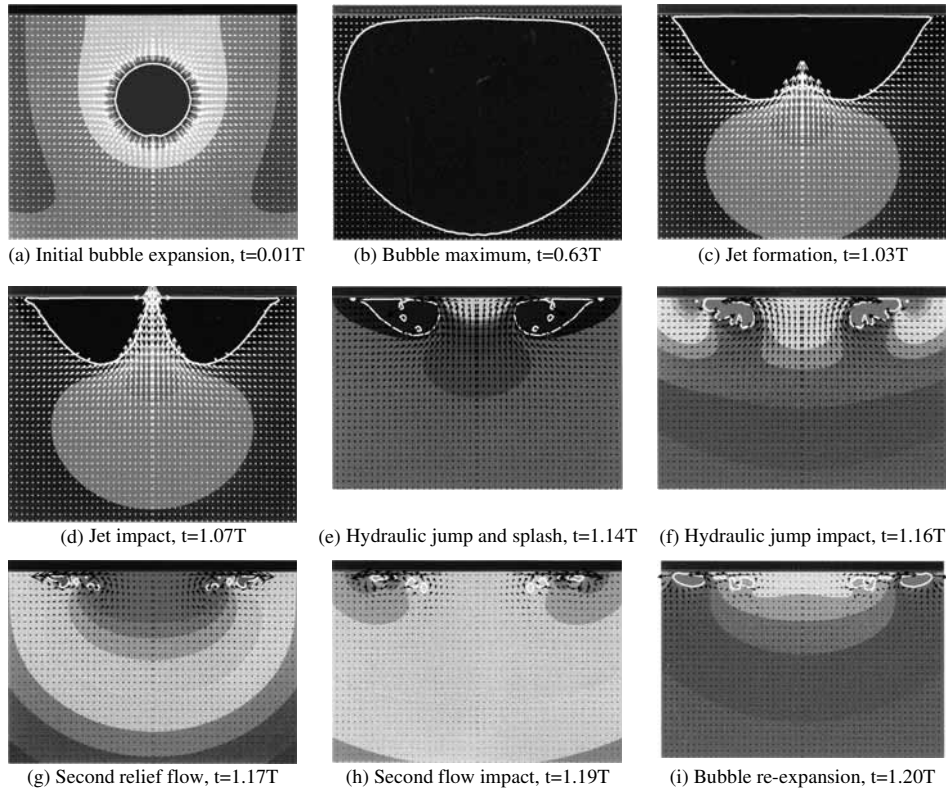 (a) Initial bubble expansion, t=0.01T
(b) Bubble maximum, t=0.63T
(c) Jet formation, t=1.03T
(d) Jet impact, t=1.07T
(e) Hydraulic jump and splash, t=1.14T
(f) Hydraulic jump impact, t=1.16T
(g) Second relief flow, t=1.17T
(h) Second flow impact, t=1.19T
(i) Bubble re-expansion, t=1.20T